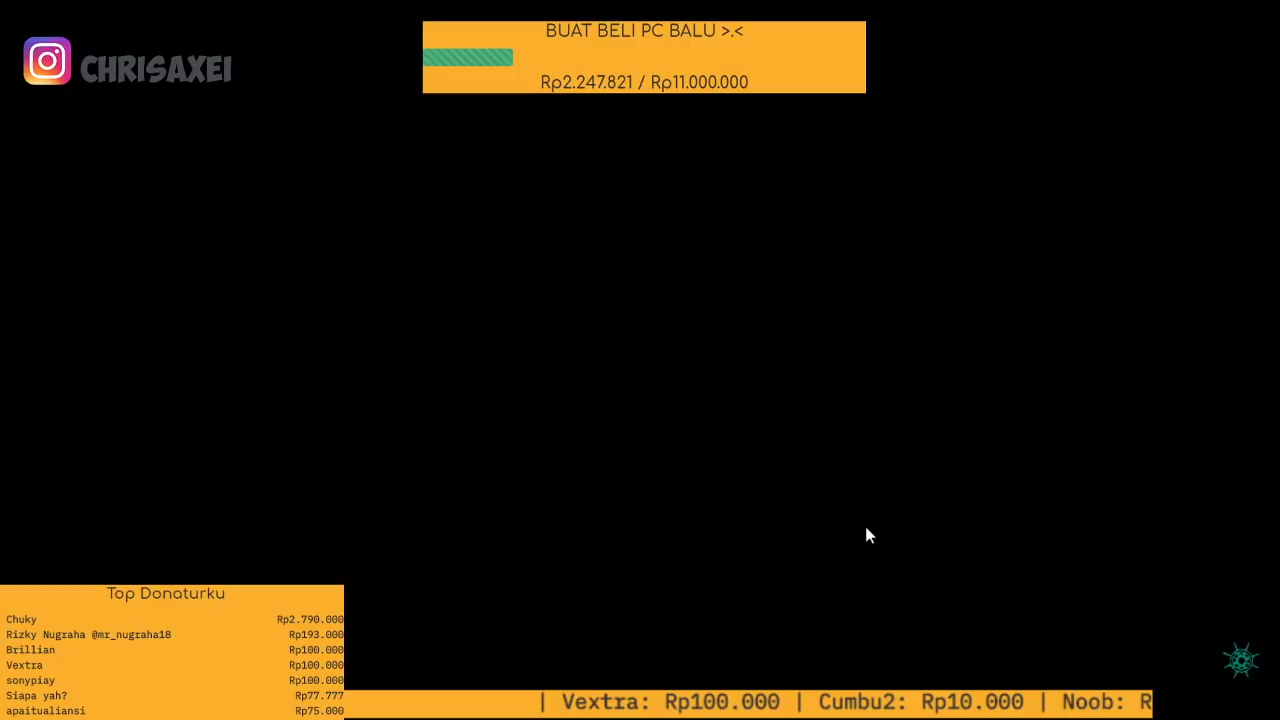 BUAT BELI PC BALU >.<
CHRISAXEI
Rp2.247.821 / Rp11.000.000
Top Donaturku
Chuky Rp2.790.000
Rizky Nugraha @mr_nugraha18 Rp193.000
Brillian Rp100.000
Vextra Rp100.000
sonypiay Rp100.000
Siapa yah? Rp77.777
apaitualiansi Rp75.000
| Vextra: Rp100.000 | Cumbu2: Rp10.000 | Noob: R